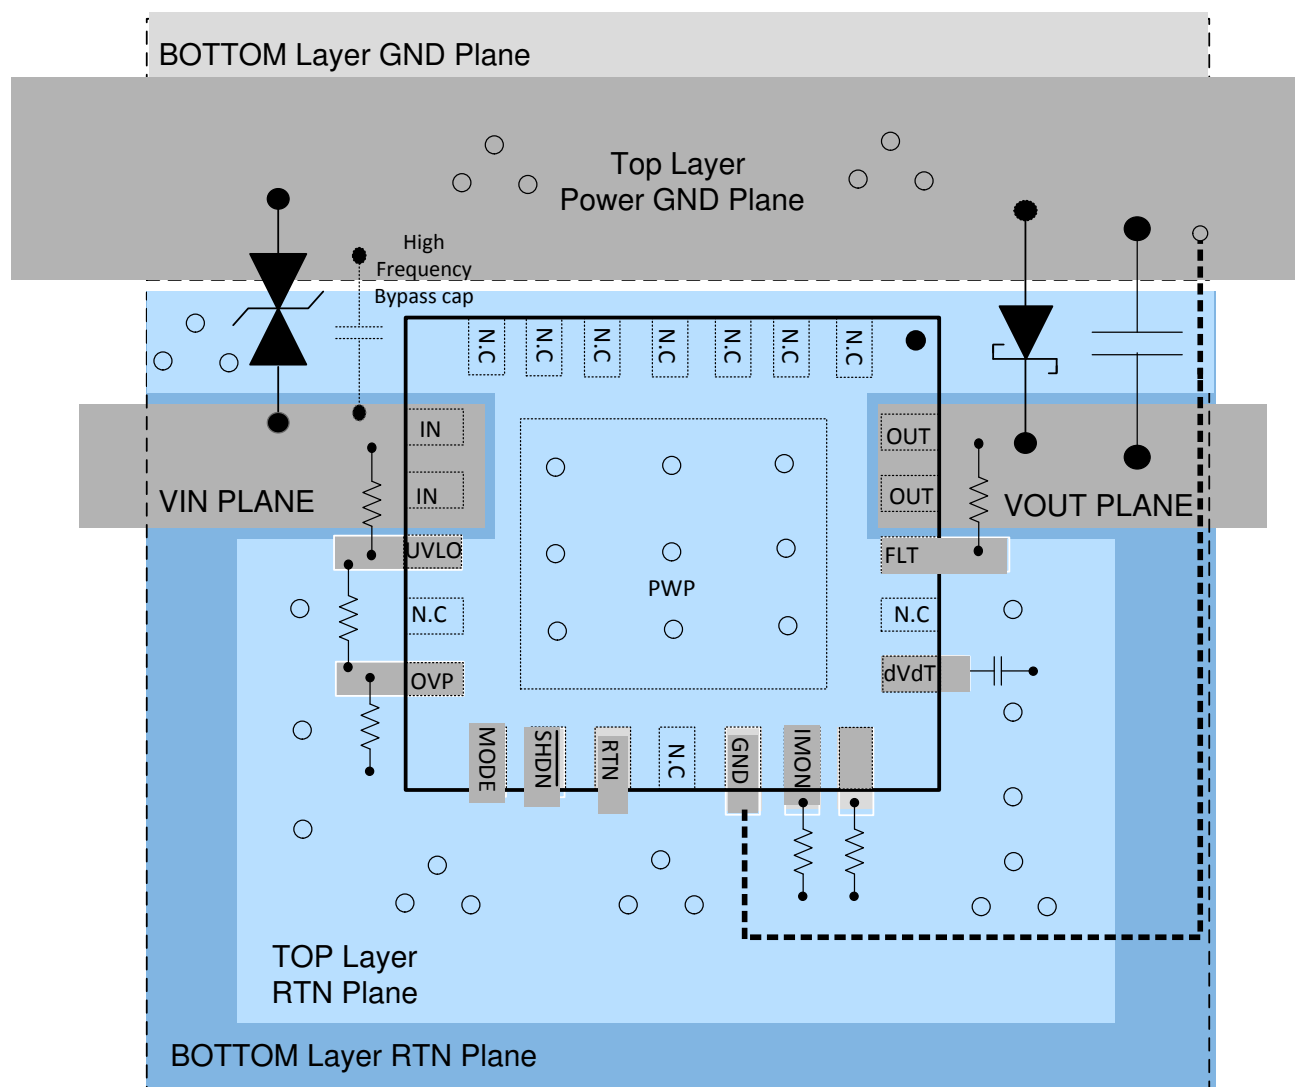 BOTTOM Layer GND Plane
Top Layer
Power GND Plane
High
Frequency
Bypass cap
N.C
N.C
N.C
N.C
N.C
N.C
N.C
IN
OUT
IN
OUT
VIN PLANE
VOUT PLANE
UVLO
FLT
PWP
N.C
N.C
OVP
dVdT
MODE
SHDN
RTN
N.C
GND
IMON
TOP Layer
RTN Plane
BOTTOM Layer RTN Plane